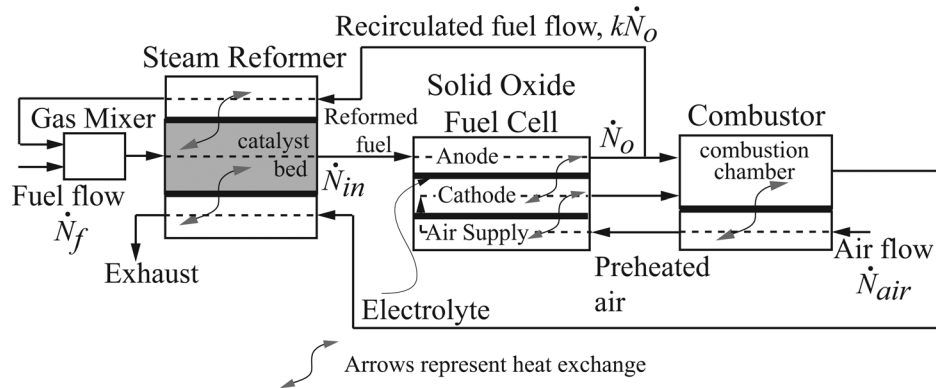 Recirculated fuel flow, kṄo
Steam Reformer
Solid Oxide
Fuel Cell
Combustor
Gas Mixer
Reformed
fuel
catalyst
bed
Ṅin
Ṅo
Anode
Cathode
Air Supply
combustion
chamber
Fuel flow
Ṅf
Exhaust
Electrolyte
Preheated
air
Air flow
Ṅair
Arrows represent heat exchange